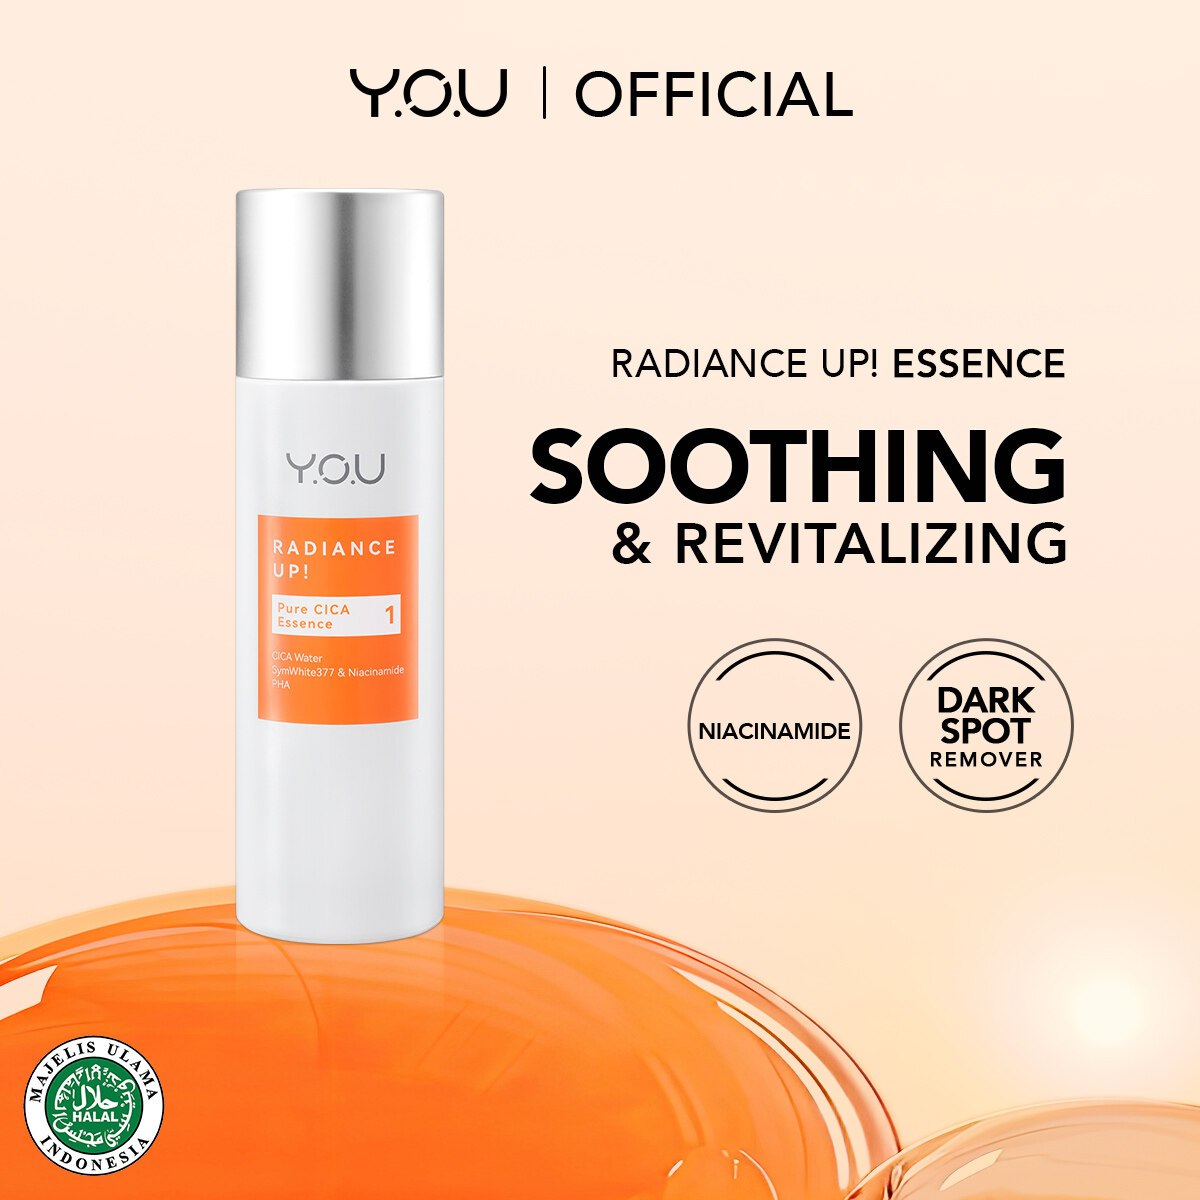 Y.O.U | OFFICIAL
RADIANCE UP! ESSENCE
SOOTHING
& REVITALIZING
NIACINAMIDE
DARK
SPOT
REMOVER
Y.O.U
RADIANCE
UP!
Pure CICA
Essence 1
CICA Water
SymWhite377 & Niacinamide
PHA
MAJELIS ULAMA
حلال
HALAL
INDONESIA